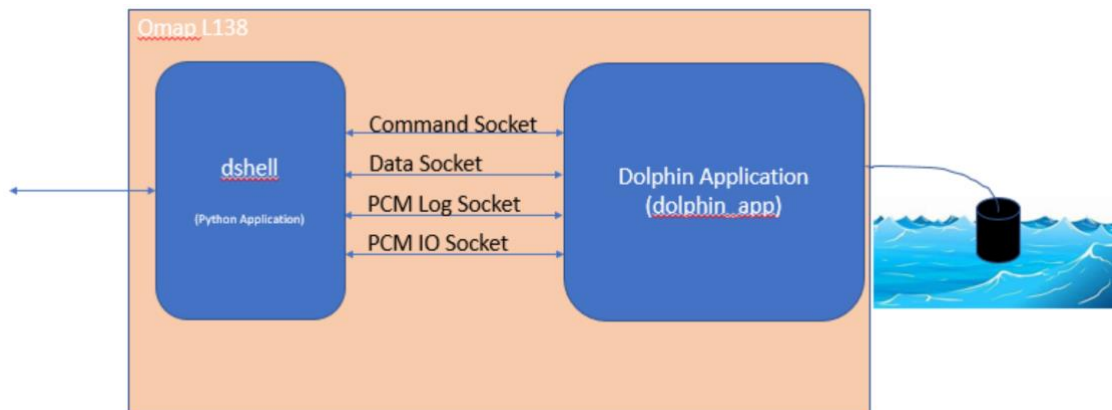 Omap L138
dshell
(Python Application)
Command Socket
Data Socket
PCM Log Socket
PCM IO Socket
Dolphin Application
(dolphin_app)